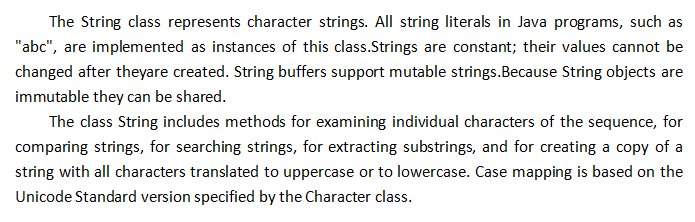 The String class represents character strings. All string literals in Java programs, such as
"abc", are implemented as instances of this class.Strings are constant; their values cannot be
changed after theyare created. String buffers support mutable strings.Because String objects are
immutable they can be shared.
The class String includes methods for examining individual characters of the sequence, for
comparing strings, for searching strings, for extracting substrings, and for creating a copy of a
string with all characters translated to uppercase or to lowercase. Case mapping is based on the
Unicode Standard version specified by the Character class.